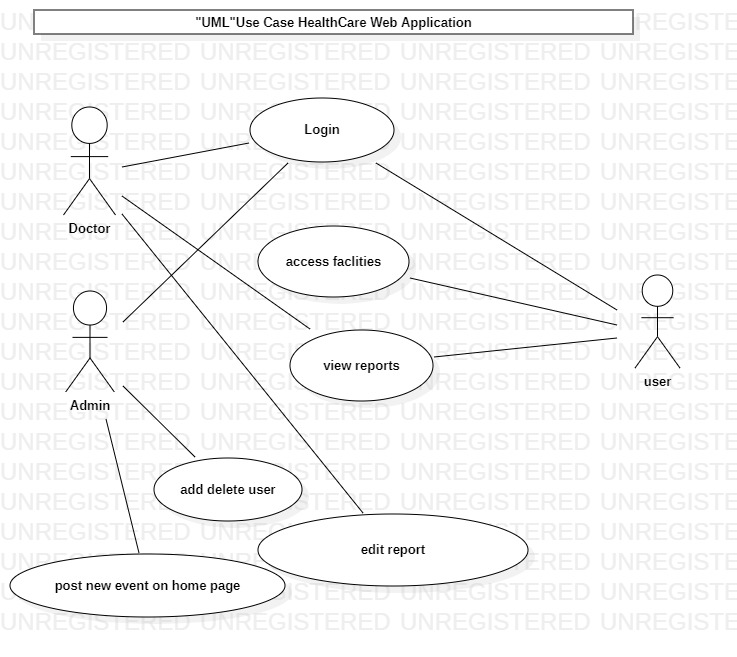 "UML"Use Case HealthCare Web Application
Login
Doctor
access faclities
view reports
user
Admin
add delete user
edit report
post new event on home page
UNREGISTERED